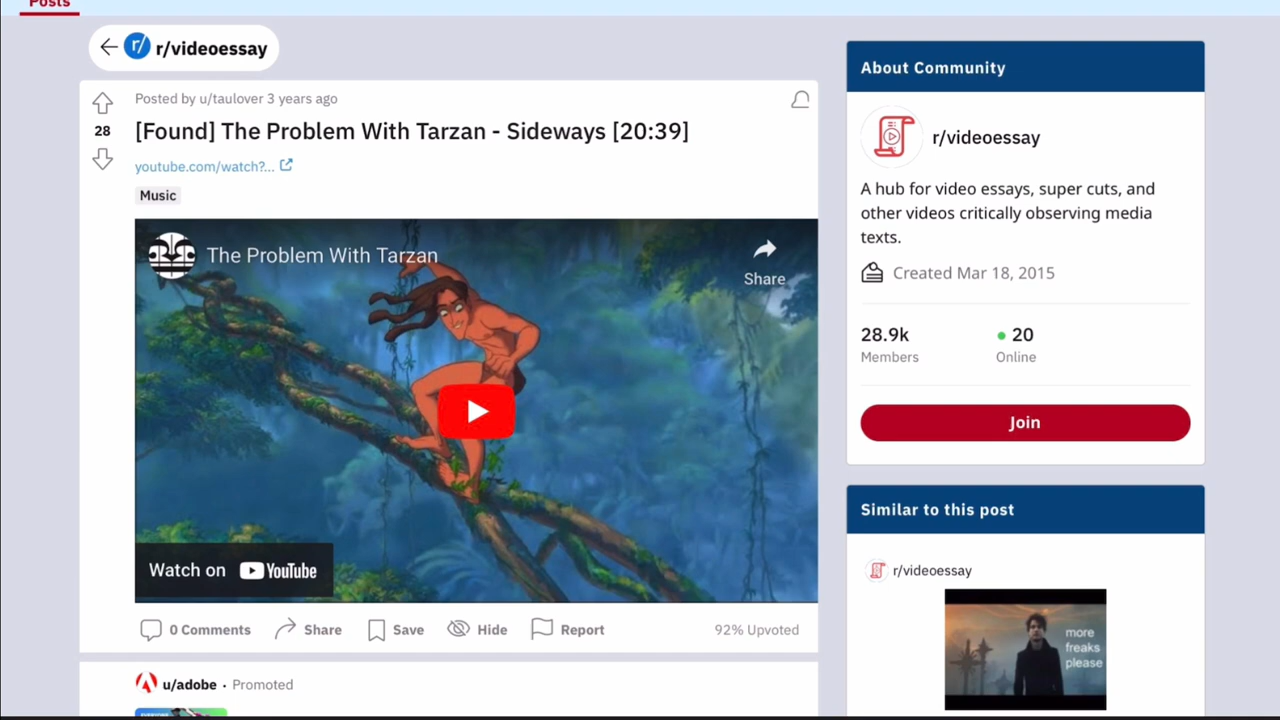 Posts
r/ r/videoessay
Posted by u/taulover 3 years ago
28
[Found] The Problem With Tarzan - Sideways [20:39]
youtube.com/watch?...
Music
The Problem With Tarzan
Share
Watch on YouTube
0 Comments
Share
Save
Hide
Report
92% Upvoted
u/adobe · Promoted
About Community
r/videoessay
A hub for video essays, super cuts, and
other videos critically observing media
texts.
Created Mar 18, 2015
28.9k
Members
20
Online
Join
Similar to this post
r/videoessay
more
freaks
please